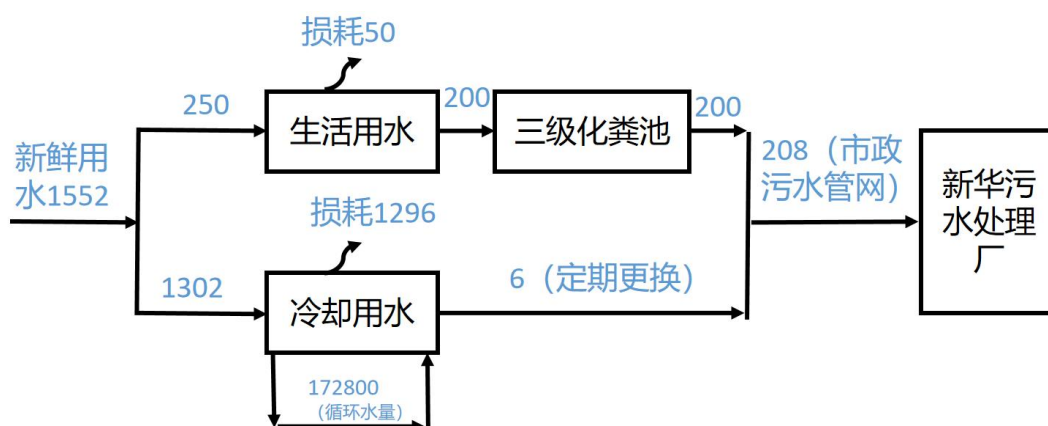 损耗50
250
生活用水
200
三级化粪池
200
新鲜用
水1552
208（市政
污水管网）
新华污
水处理
厂
损耗1296
1302
冷却用水
6（定期更换）
172800
（循环水量）